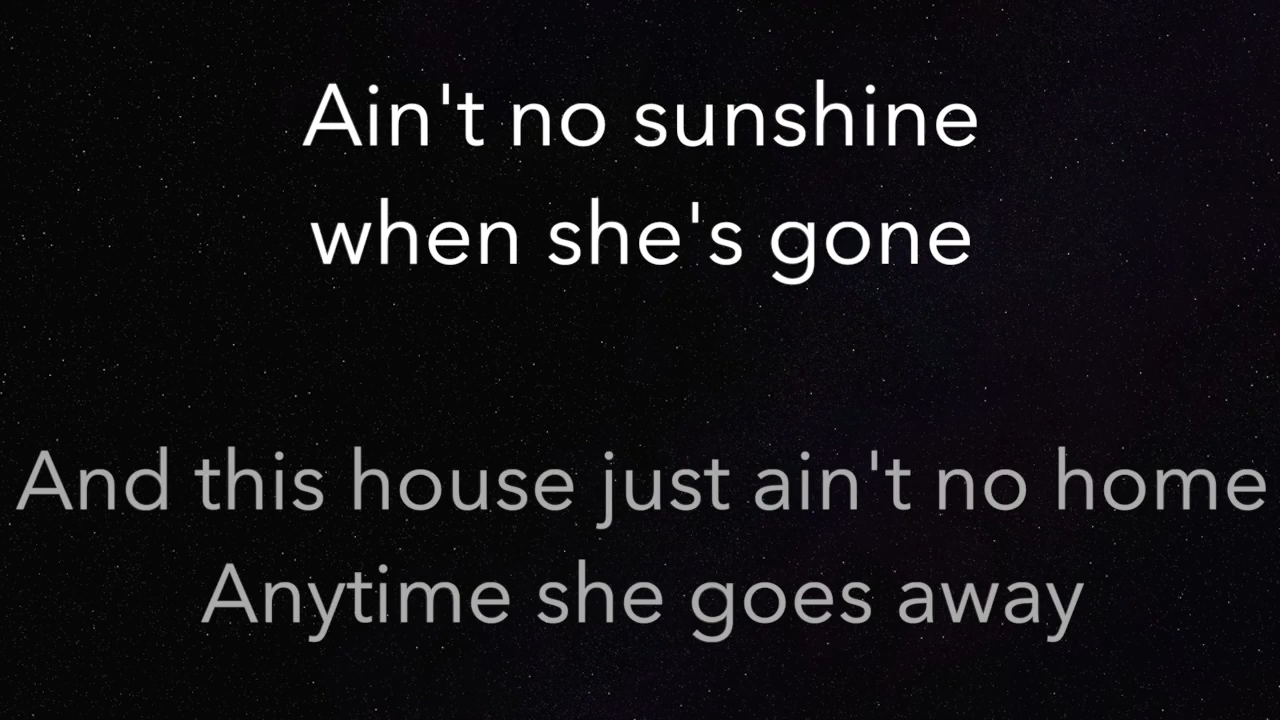 Ain't no sunshine
when she's gone
And this house just ain't no home
Anytime she goes away